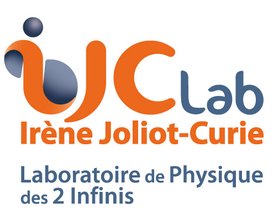 IJCLab
Irène Joliot-Curie
Laboratoire de Physique
des 2 Infinis